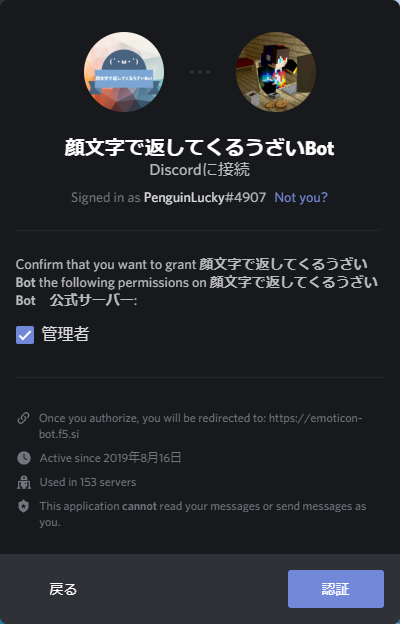 (´・ω・`)
顔文字で返してくるうざいBot
顔文字で返してくるうざいBot
Discordに接続
Signed in as PenguinLucky#4907 Not you?
Confirm that you want to grant 顔文字で返してくるうざい
Bot the following permissions on 顔文字で返してくるうざい
Bot　公式サーバー:
管理者
Once you authorize, you will be redirected to: https://emoticon-
bot.f5.si
Active since 2019年8月16日
Used in 153 servers
This application cannot read your messages or send messages as
you.
戻る
認証